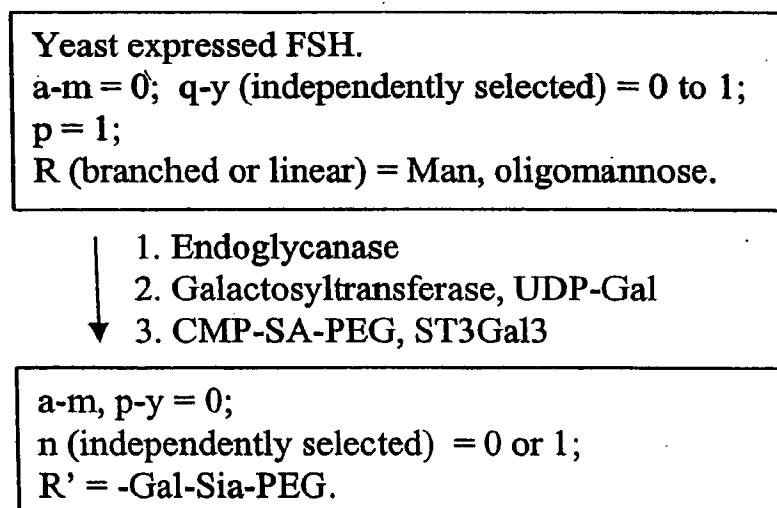 Yeast expressed FSH.
a-m = 0; q-y (independently selected) = 0 to 1;
p = 1;
R (branched or linear) = Man, oligomannose.
1. Endoglycanase
2. Galactosyltransferase, UDP-Gal
3. CMP-SA-PEG, ST3Gal3
a-m, p-y = 0;
n (independently selected) = 0 or 1;
R' = -Gal-Sia-PEG.